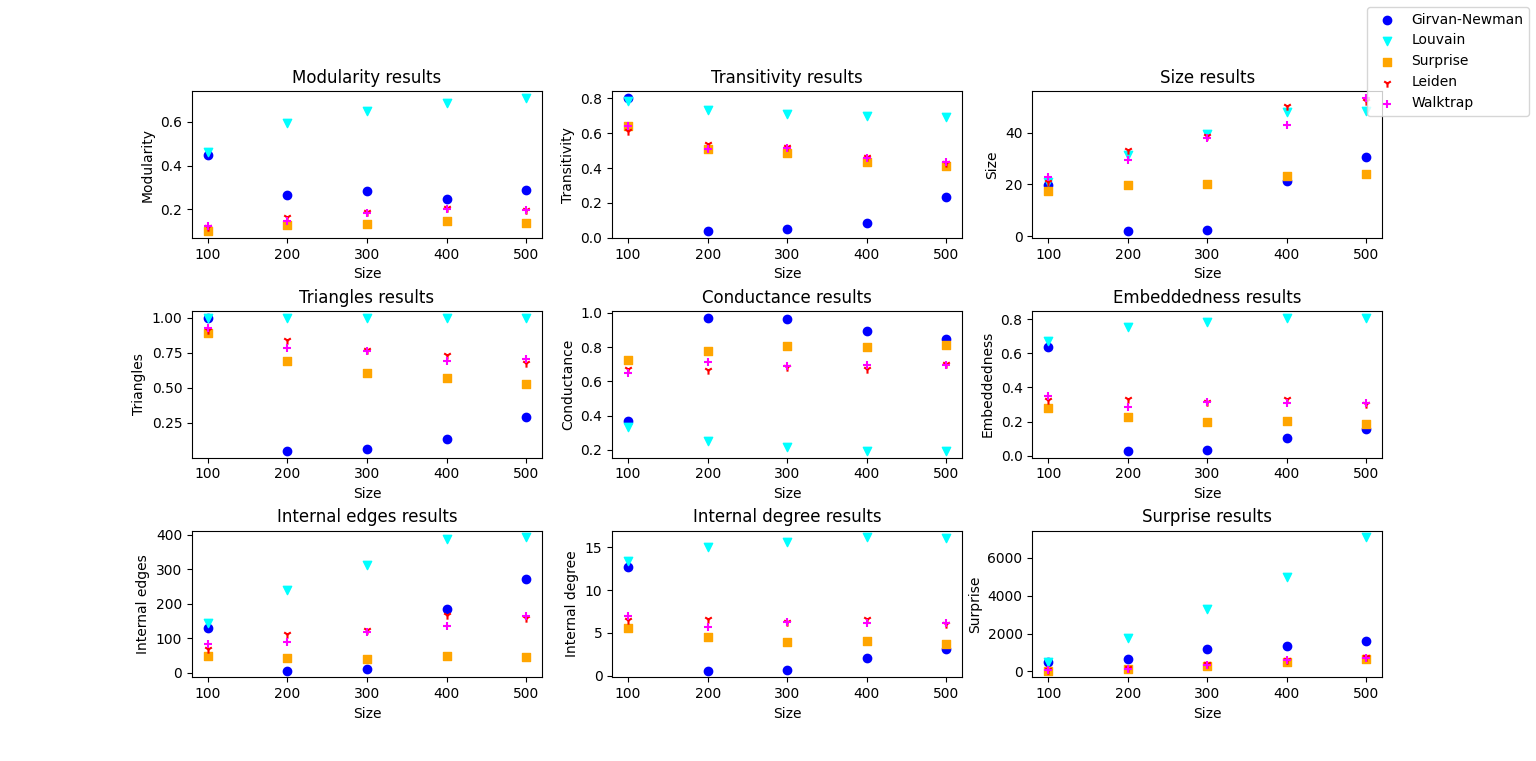 Girvan-Newman
Louvain
Surprise
Leiden
Walktrap
Modularity results
Modularity
0.6
0.4
0.2
100 200 300 400 500
Size
Transitivity results
Transitivity
0.8
0.6
0.4
0.2
0.0
100 200 300 400 500
Size
Size results
Size
40
20
0
100 200 300 400 500
Size
Triangles results
Triangles
1.00
0.75
0.50
0.25
100 200 300 400 500
Size
Conductance results
Conductance
1.0
0.8
0.6
0.4
0.2
100 200 300 400 500
Size
Embeddedness results
Embeddedness
0.8
0.6
0.4
0.2
0.0
100 200 300 400 500
Size
Internal edges results
Internal edges
400
300
200
100
0
100 200 300 400 500
Size
Internal degree results
Internal degree
15
10
5
0
100 200 300 400 500
Size
Surprise results
Surprise
6000
4000
2000
0
100 200 300 400 500
Size